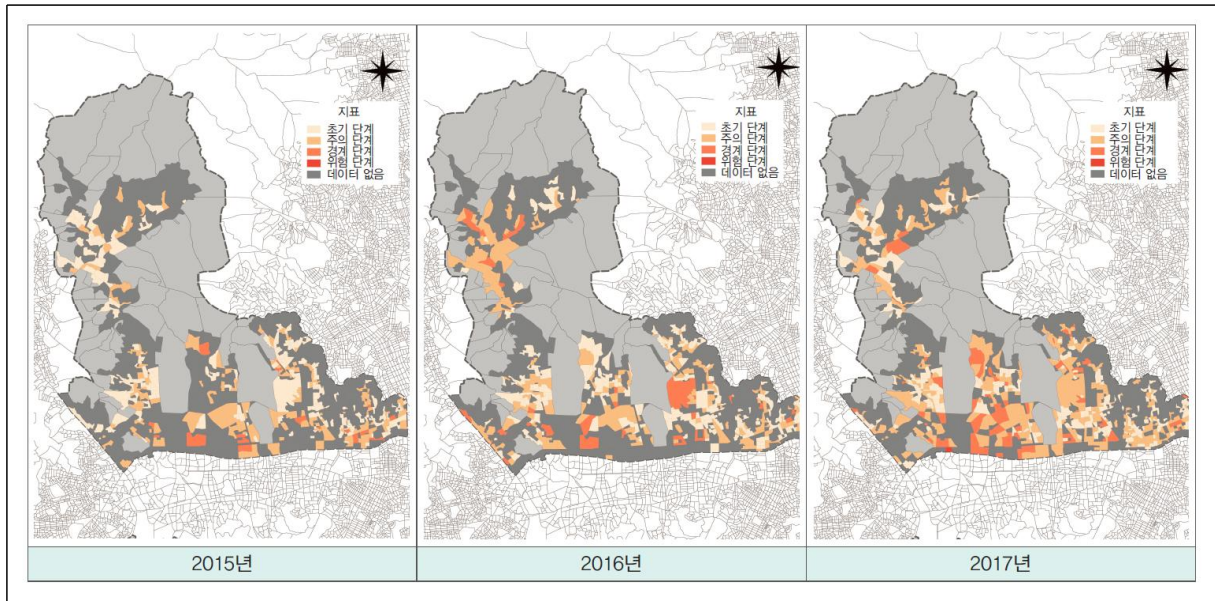 지표
초기 단계
주의 단계
경계 단계
위험 단계
데이터 없음
지표
초기 단계
주의 단계
경계 단계
위험 단계
데이터 없음
지표
초기 단계
주의 단계
경계 단계
위험 단계
데이터 없음
2015년
2016년
2017년